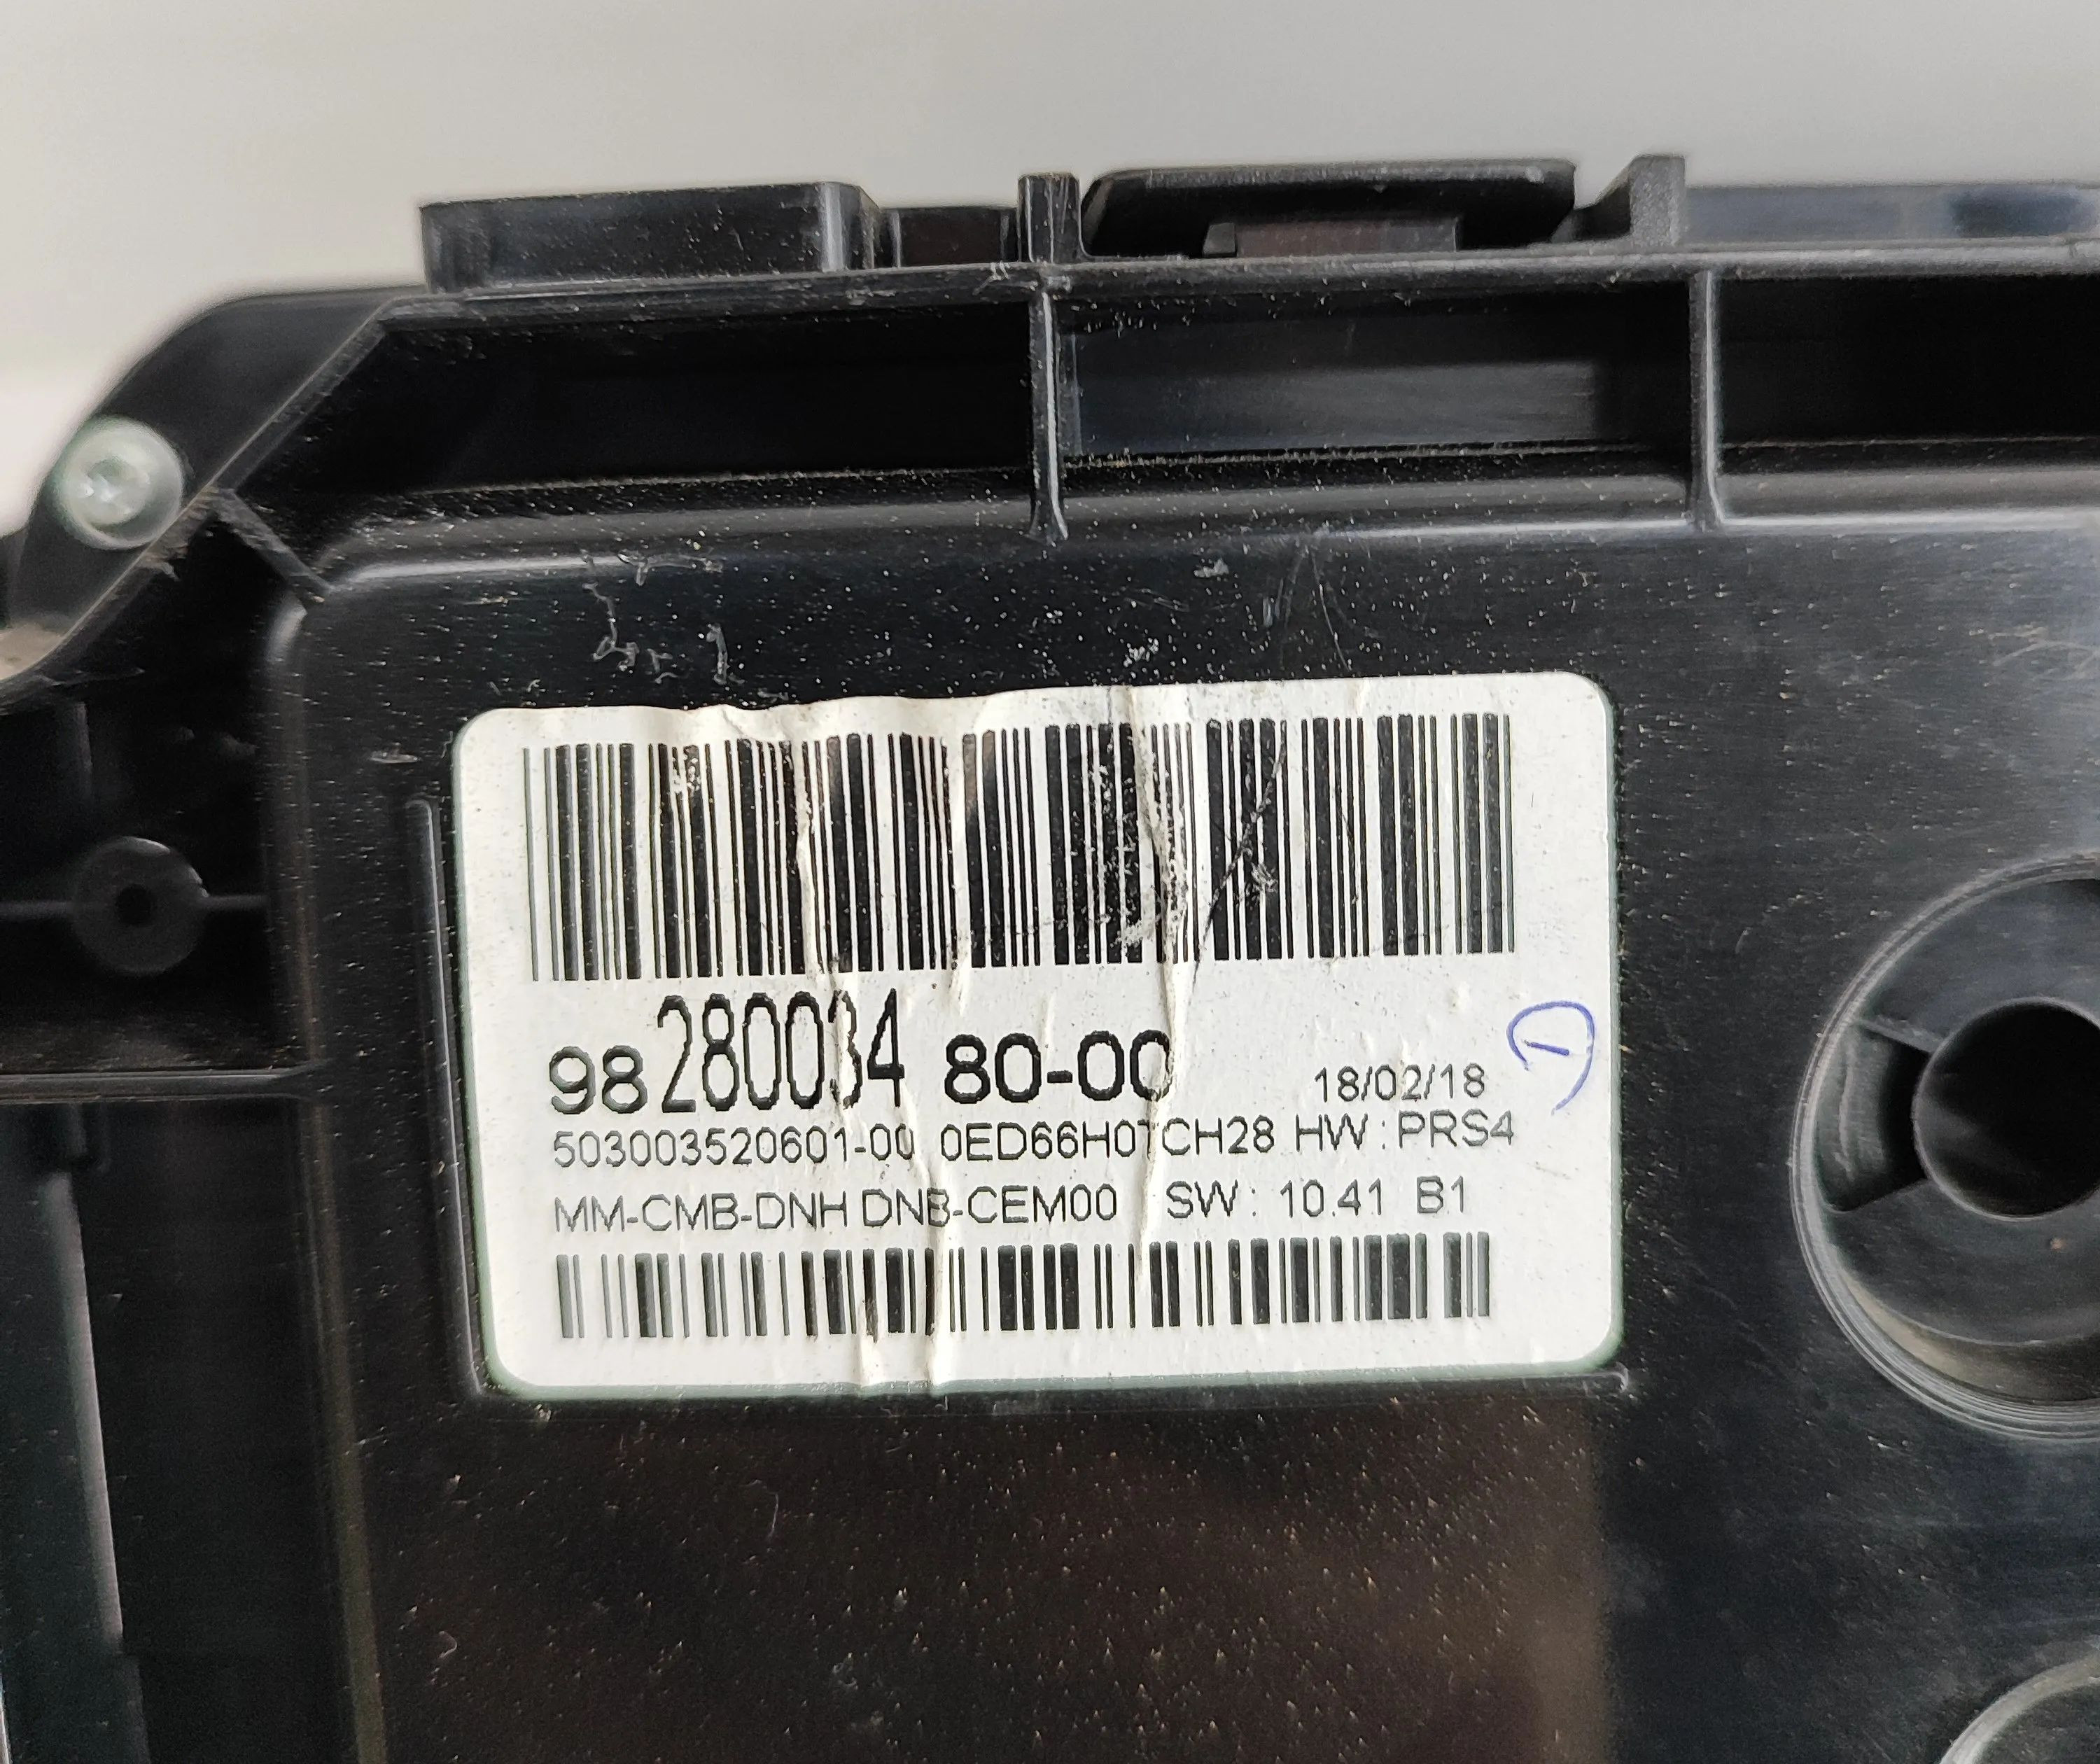 98 280034 80-00 18/02/18
503003520601-00 0ED66H0TCH28 HW : PRS4
MM-CMB-DNH DNB-CEM00 SW : 10.41 B1